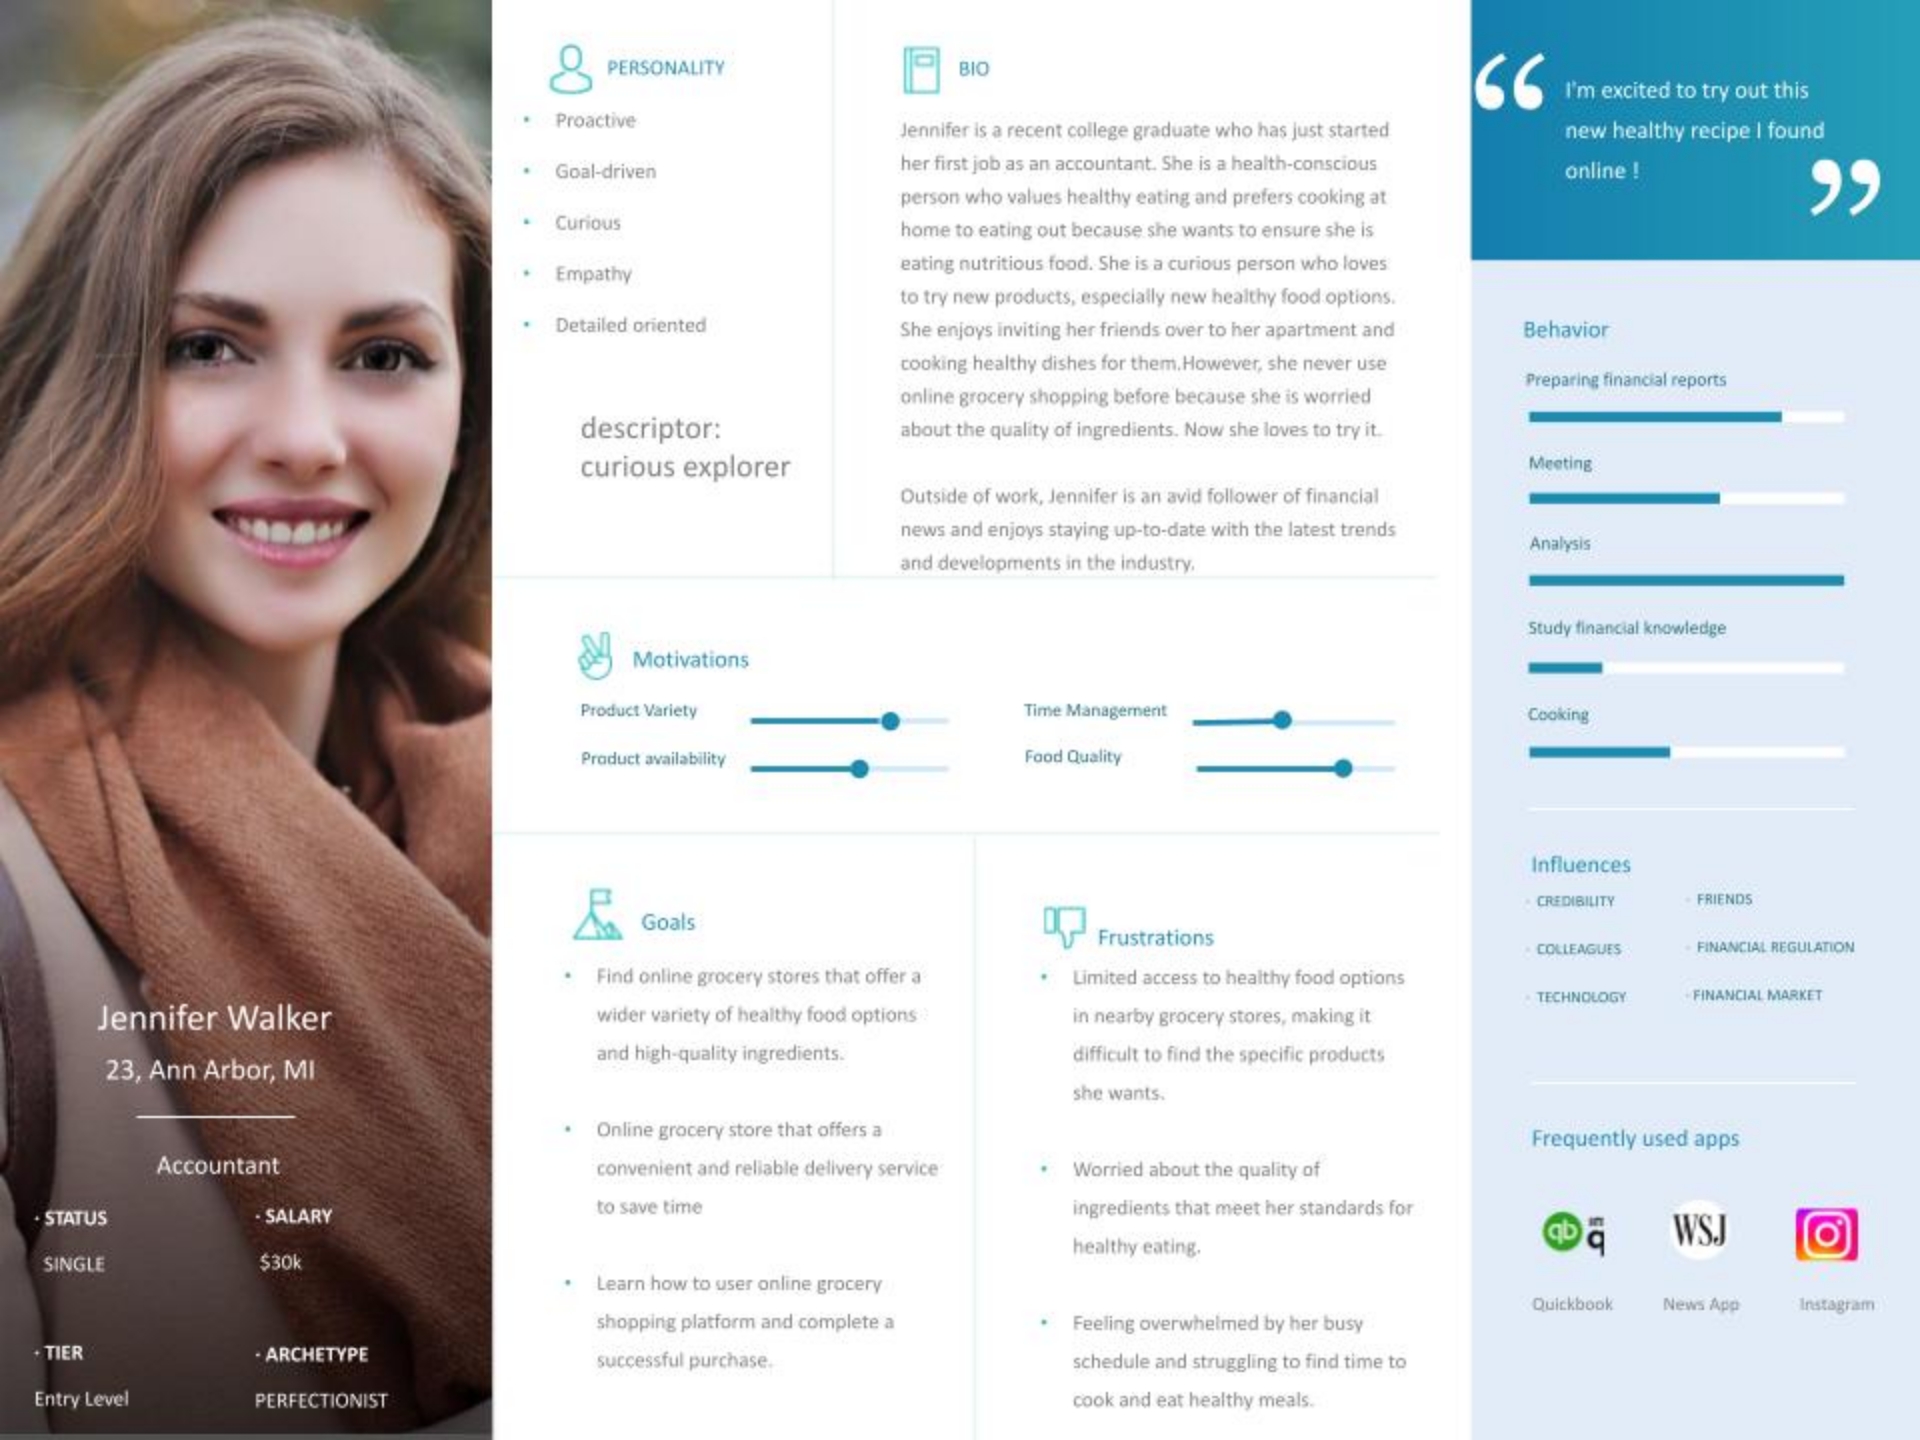 Jennifer Walker
23, Ann Arbor, MI
Accountant
· STATUS
SINGLE
· SALARY
$30k
· TIER
Entry Level
· ARCHETYPE
PERFECTIONIST
PERSONALITY
• Proactive
• Goal-driven
• Curious
• Empathy
• Detailed oriented
descriptor:
curious explorer
BIO
Jennifer is a recent college graduate who has just started
her first job as an accountant. She is a health-conscious
person who values healthy eating and prefers cooking at
home to eating out because she wants to ensure she is
eating nutritious food. She is a curious person who loves
to try new products, especially new healthy food options.
She enjoys inviting her friends over to her apartment and
cooking healthy dishes for them.However, she never use
online grocery shopping before because she is worried
about the quality of ingredients. Now she loves to try it.
Outside of work, Jennifer is an avid follower of financial
news and enjoys staying up-to-date with the latest trends
and developments in the industry.
Motivations
Product Variety
Product availability
Time Management
Food Quality
Goals
• Find online grocery stores that offer a
wider variety of healthy food options
and high-quality ingredients.
• Online grocery store that offers a
convenient and reliable delivery service
to save time
• Learn how to user online grocery
shopping platform and complete a
successful purchase.
Frustrations
• Limited access to healthy food options
in nearby grocery stores, making it
difficult to find the specific products
she wants.
• Worried about the quality of
ingredients that meet her standards for
healthy eating.
• Feeling overwhelmed by her busy
schedule and struggling to find time to
cook and eat healthy meals.
“ I'm excited to try out this
new healthy recipe I found
online ! ”
Behavior
Preparing financial reports
Meeting
Analysis
Study financial knowledge
Cooking
Influences
· CREDIBILITY
· FRIENDS
· COLLEAGUES
· FINANCIAL REGULATION
· TECHNOLOGY
· FINANCIAL MARKET
Frequently used apps
qb
in
q
WSJ
Quickbook
News App
Instagram